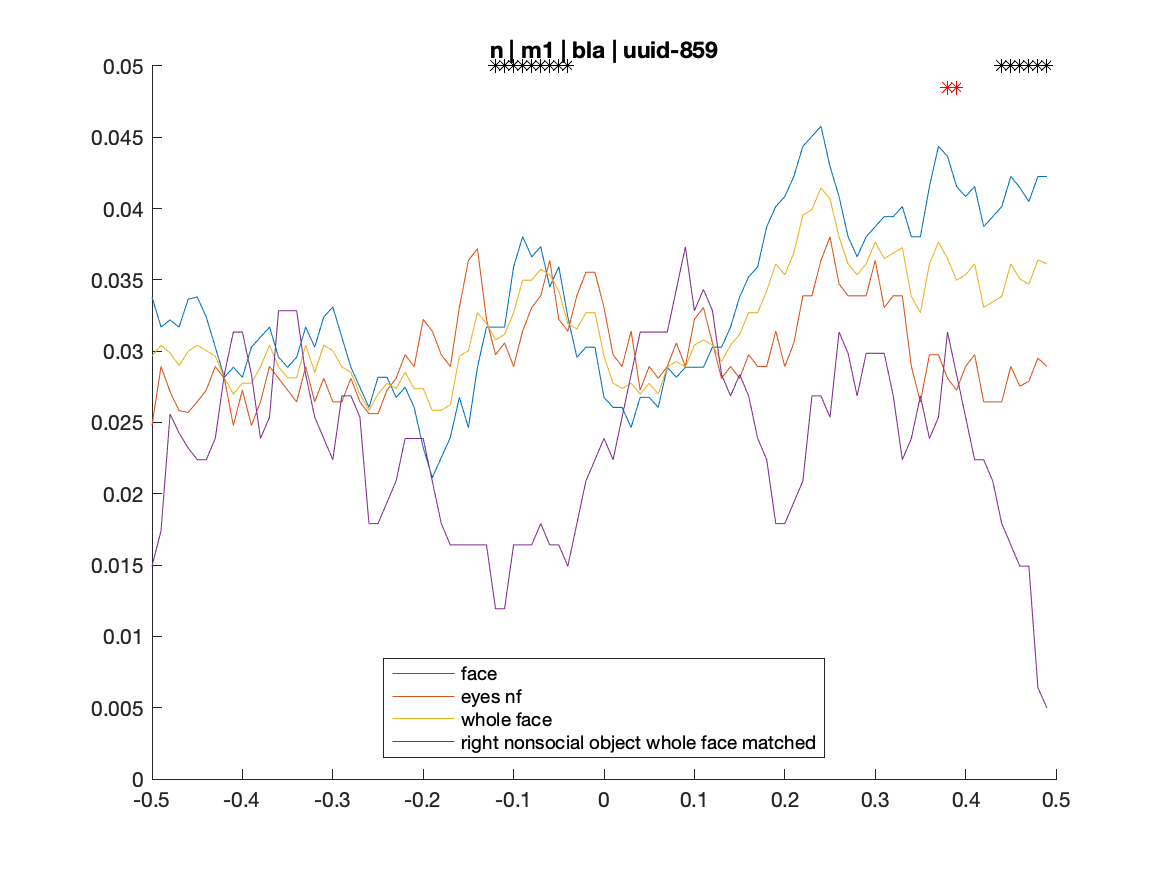 n | m1 | bla | uuid-859
0.05
0.045
0.04
0.035
0.03
0.025
0.02
0.015
0.01
0.005
0
face
eyes nf
whole face
right nonsocial object whole face matched
-0.5 -0.4 -0.3 -0.2 -0.1 0 0.1 0.2 0.3 0.4 0.5